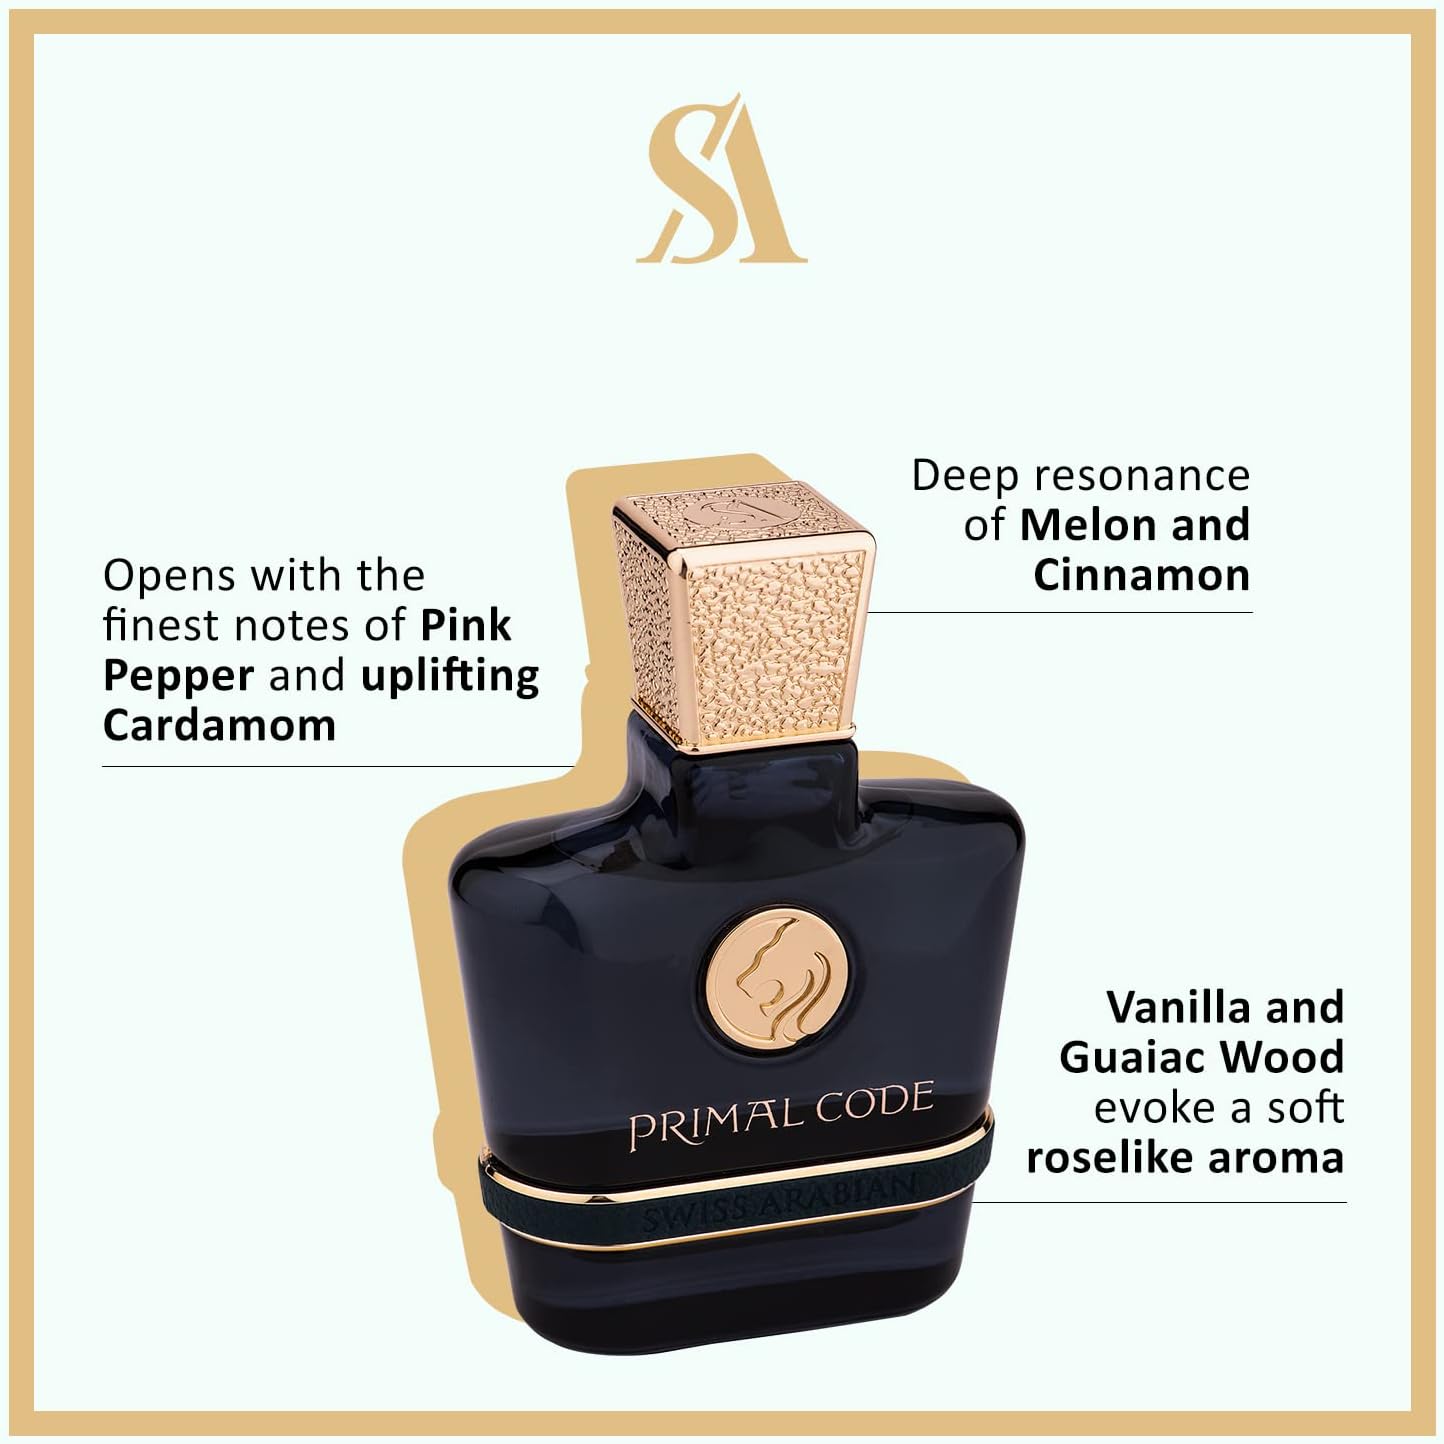 SA
Opens with the
finest notes of Pink
Pepper and uplifting
Cardamom
Deep resonance
of Melon and
Cinnamon
SA
PRIMAL CODE
SWISS ARABIAN
Vanilla and
Guaiac Wood
evoke a soft
roselike aroma